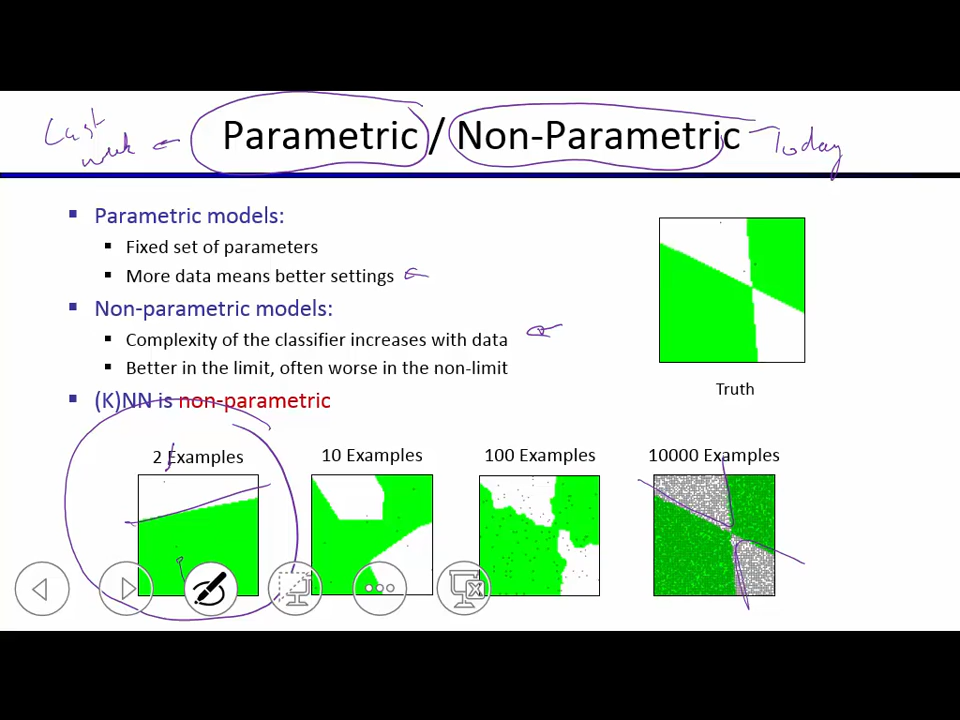 Last
week
Parametric / Non-Parametric
Today
Parametric models:
Fixed set of parameters
More data means better settings
Non-parametric models:
Complexity of the classifier increases with data
Better in the limit, often worse in the non-limit
(K)NN is non-parametric
Truth
2 Examples
10 Examples
100 Examples
10000 Examples